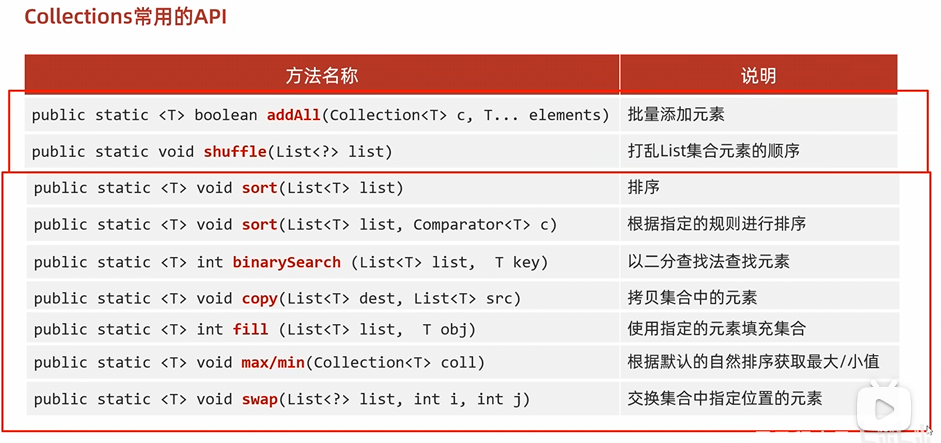 Collections常用的API
方法名称 说明
public static <T> boolean addAll(Collection<T> c, T... elements) 批量添加元素
public static void shuffle(List<?> list) 打乱List集合元素的顺序
public static <T> void sort(List<T> list) 排序
public static <T> void sort(List<T> list, Comparator<T> c) 根据指定的规则进行排序
public static <T> int binarySearch (List<T> list, T key) 以二分查找法查找元素
public static <T> void copy(List<T> dest, List<T> src) 拷贝集合中的元素
public static <T> int fill (List<T> list, T obj) 使用指定的元素填充集合
public static <T> void max/min(Collection<T> coll) 根据默认的自然排序获取最大/小值
public static <T> void swap(List<?> list, int i, int j) 交换集合中指定位置的元素